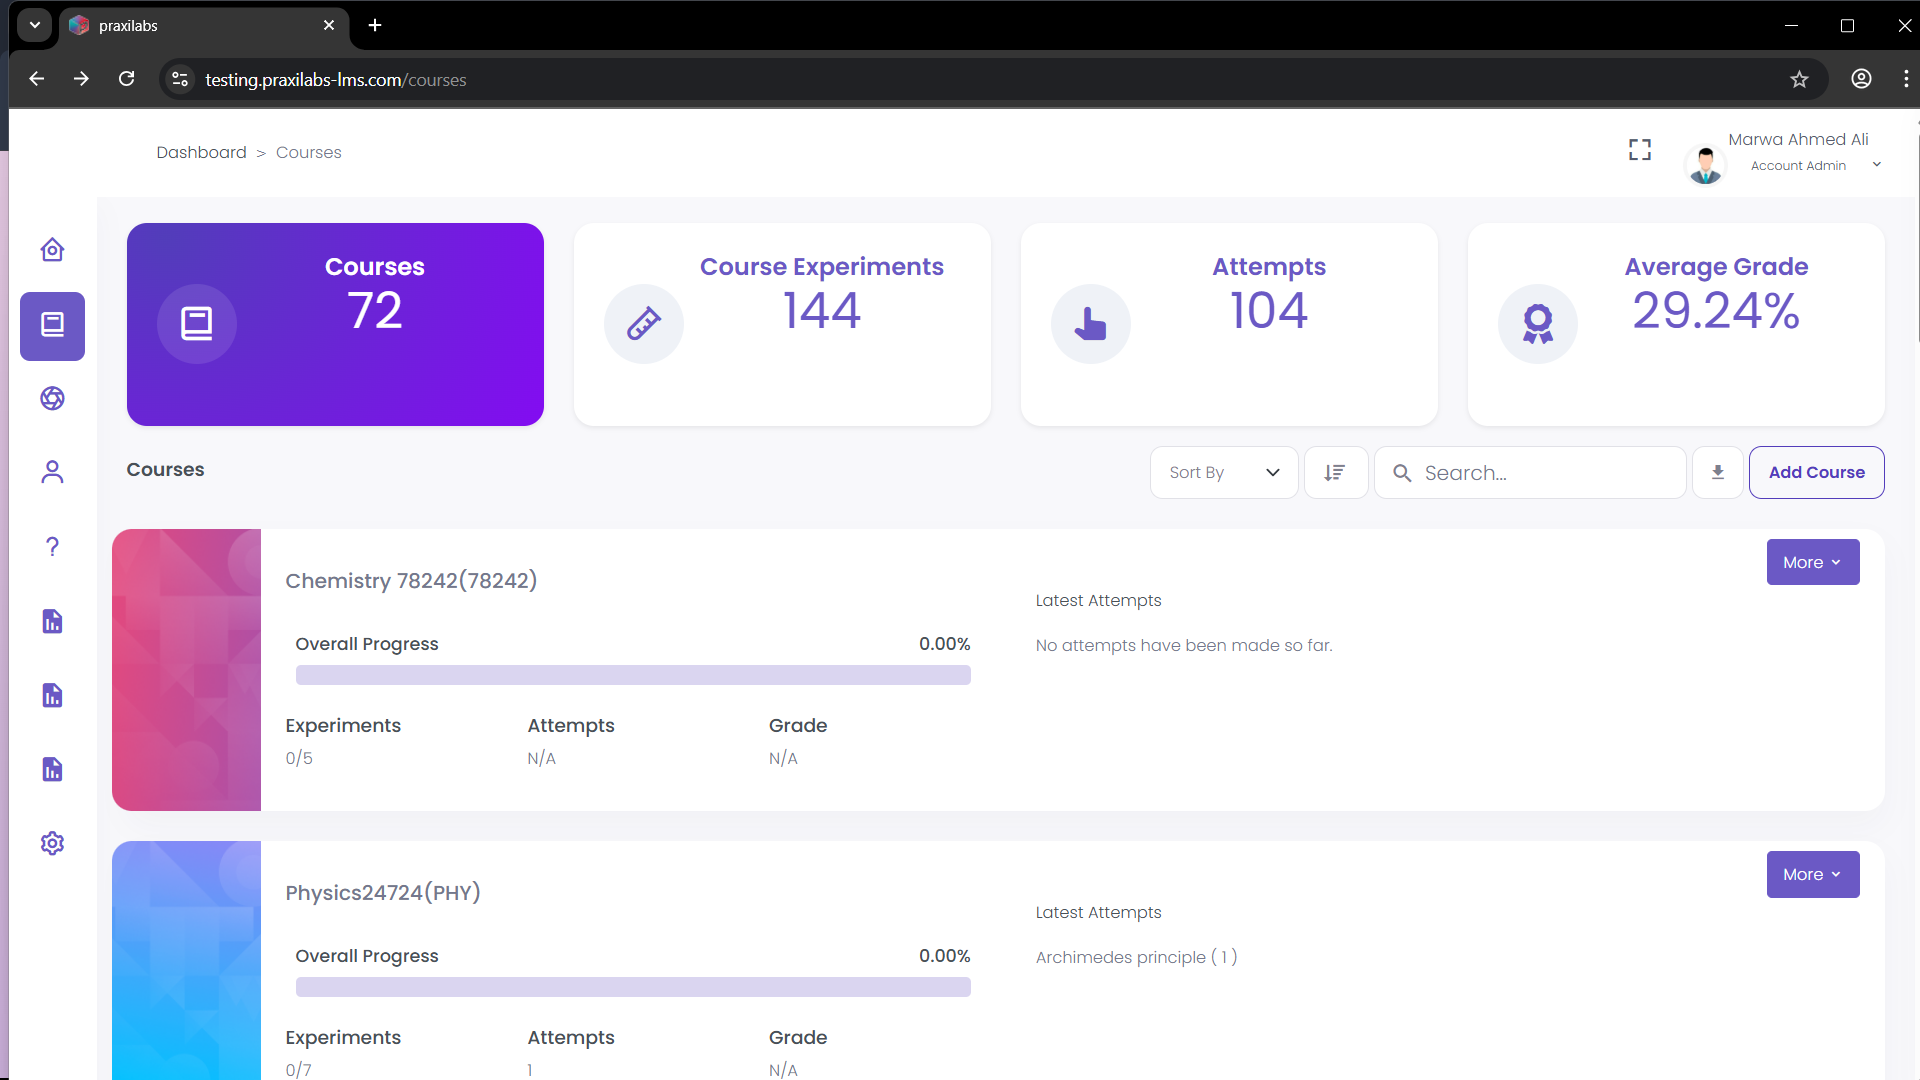 praxilabs
testing.praxilabs-lms.com/courses
Dashboard > Courses
Marwa Ahmed Ali
Account Admin
Courses
72
Course Experiments
144
Attempts
104
Average Grade
29.24%
Courses
Sort By
Search...
Add Course
Chemistry 78242(78242)
More
Latest Attempts
Overall Progress 0.00%
No attempts have been made so far.
Experiments Attempts Grade
0/5 N/A N/A
Physics24724(PHY)
More
Latest Attempts
Overall Progress 0.00%
Archimedes principle ( 1 )
Experiments Attempts Grade
0/7 1 N/A